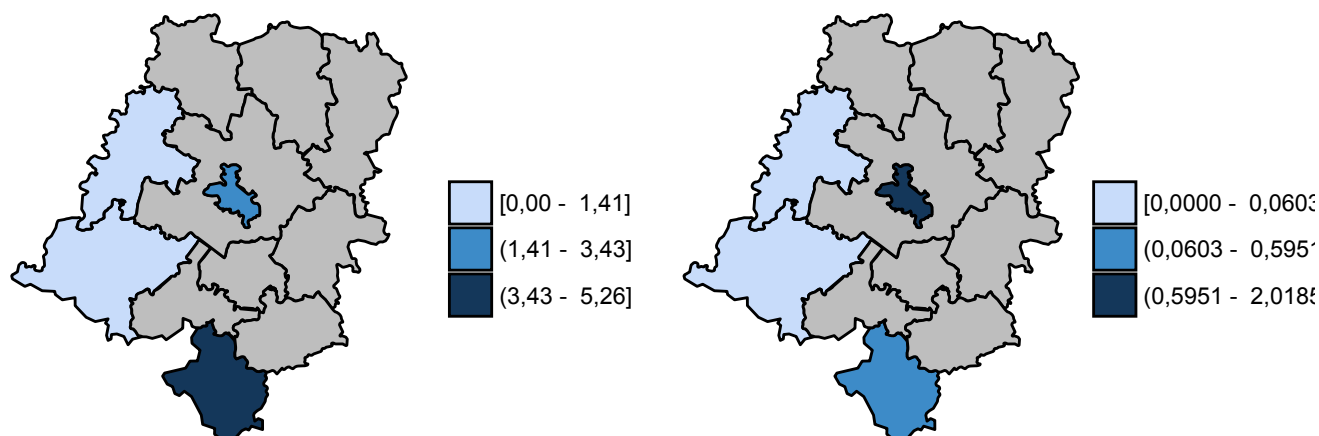 [0,00 - 1,41]
(1,41 - 3,43]
(3,43 - 5,26]
[0,0000 - 0,0603
(0,0603 - 0,5951
(0,5951 - 2,0185